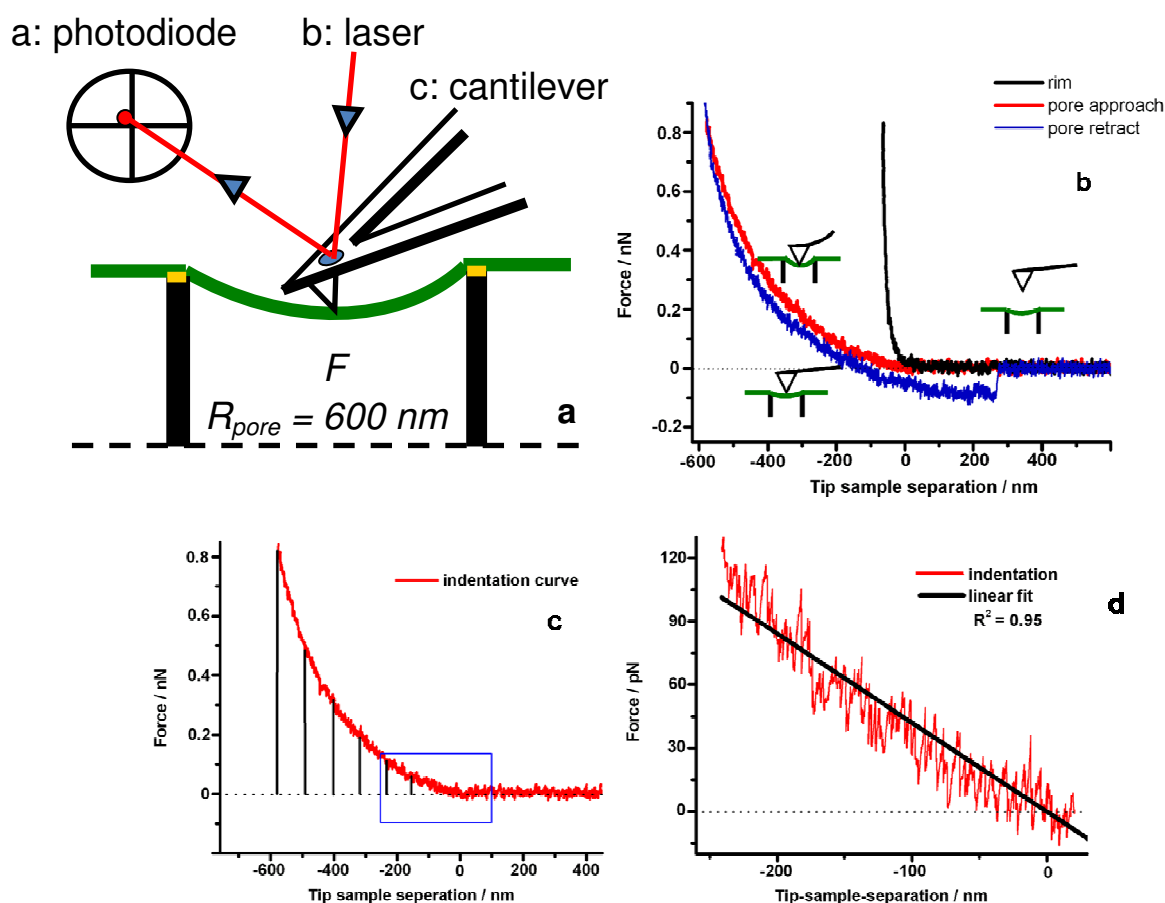 a: photodiode
b: laser
c: cantilever
F
R_pore = 600 nm
a
rim
pore approach
pore retract
b
Force / nN
0.8
0.6
0.4
0.2
0
-0.2
-600 -400 -200 0 200 400
Tip sample separation / nm
indentation curve
c
Force / nN
0.8
0.6
0.4
0.2
0
-600 -400 -200 0 200 400
Tip sample seperation / nm
indentation
linear fit
R² = 0.95
d
Force / pN
120
90
60
30
0
-200 -100 0
Tip-sample-separation / nm